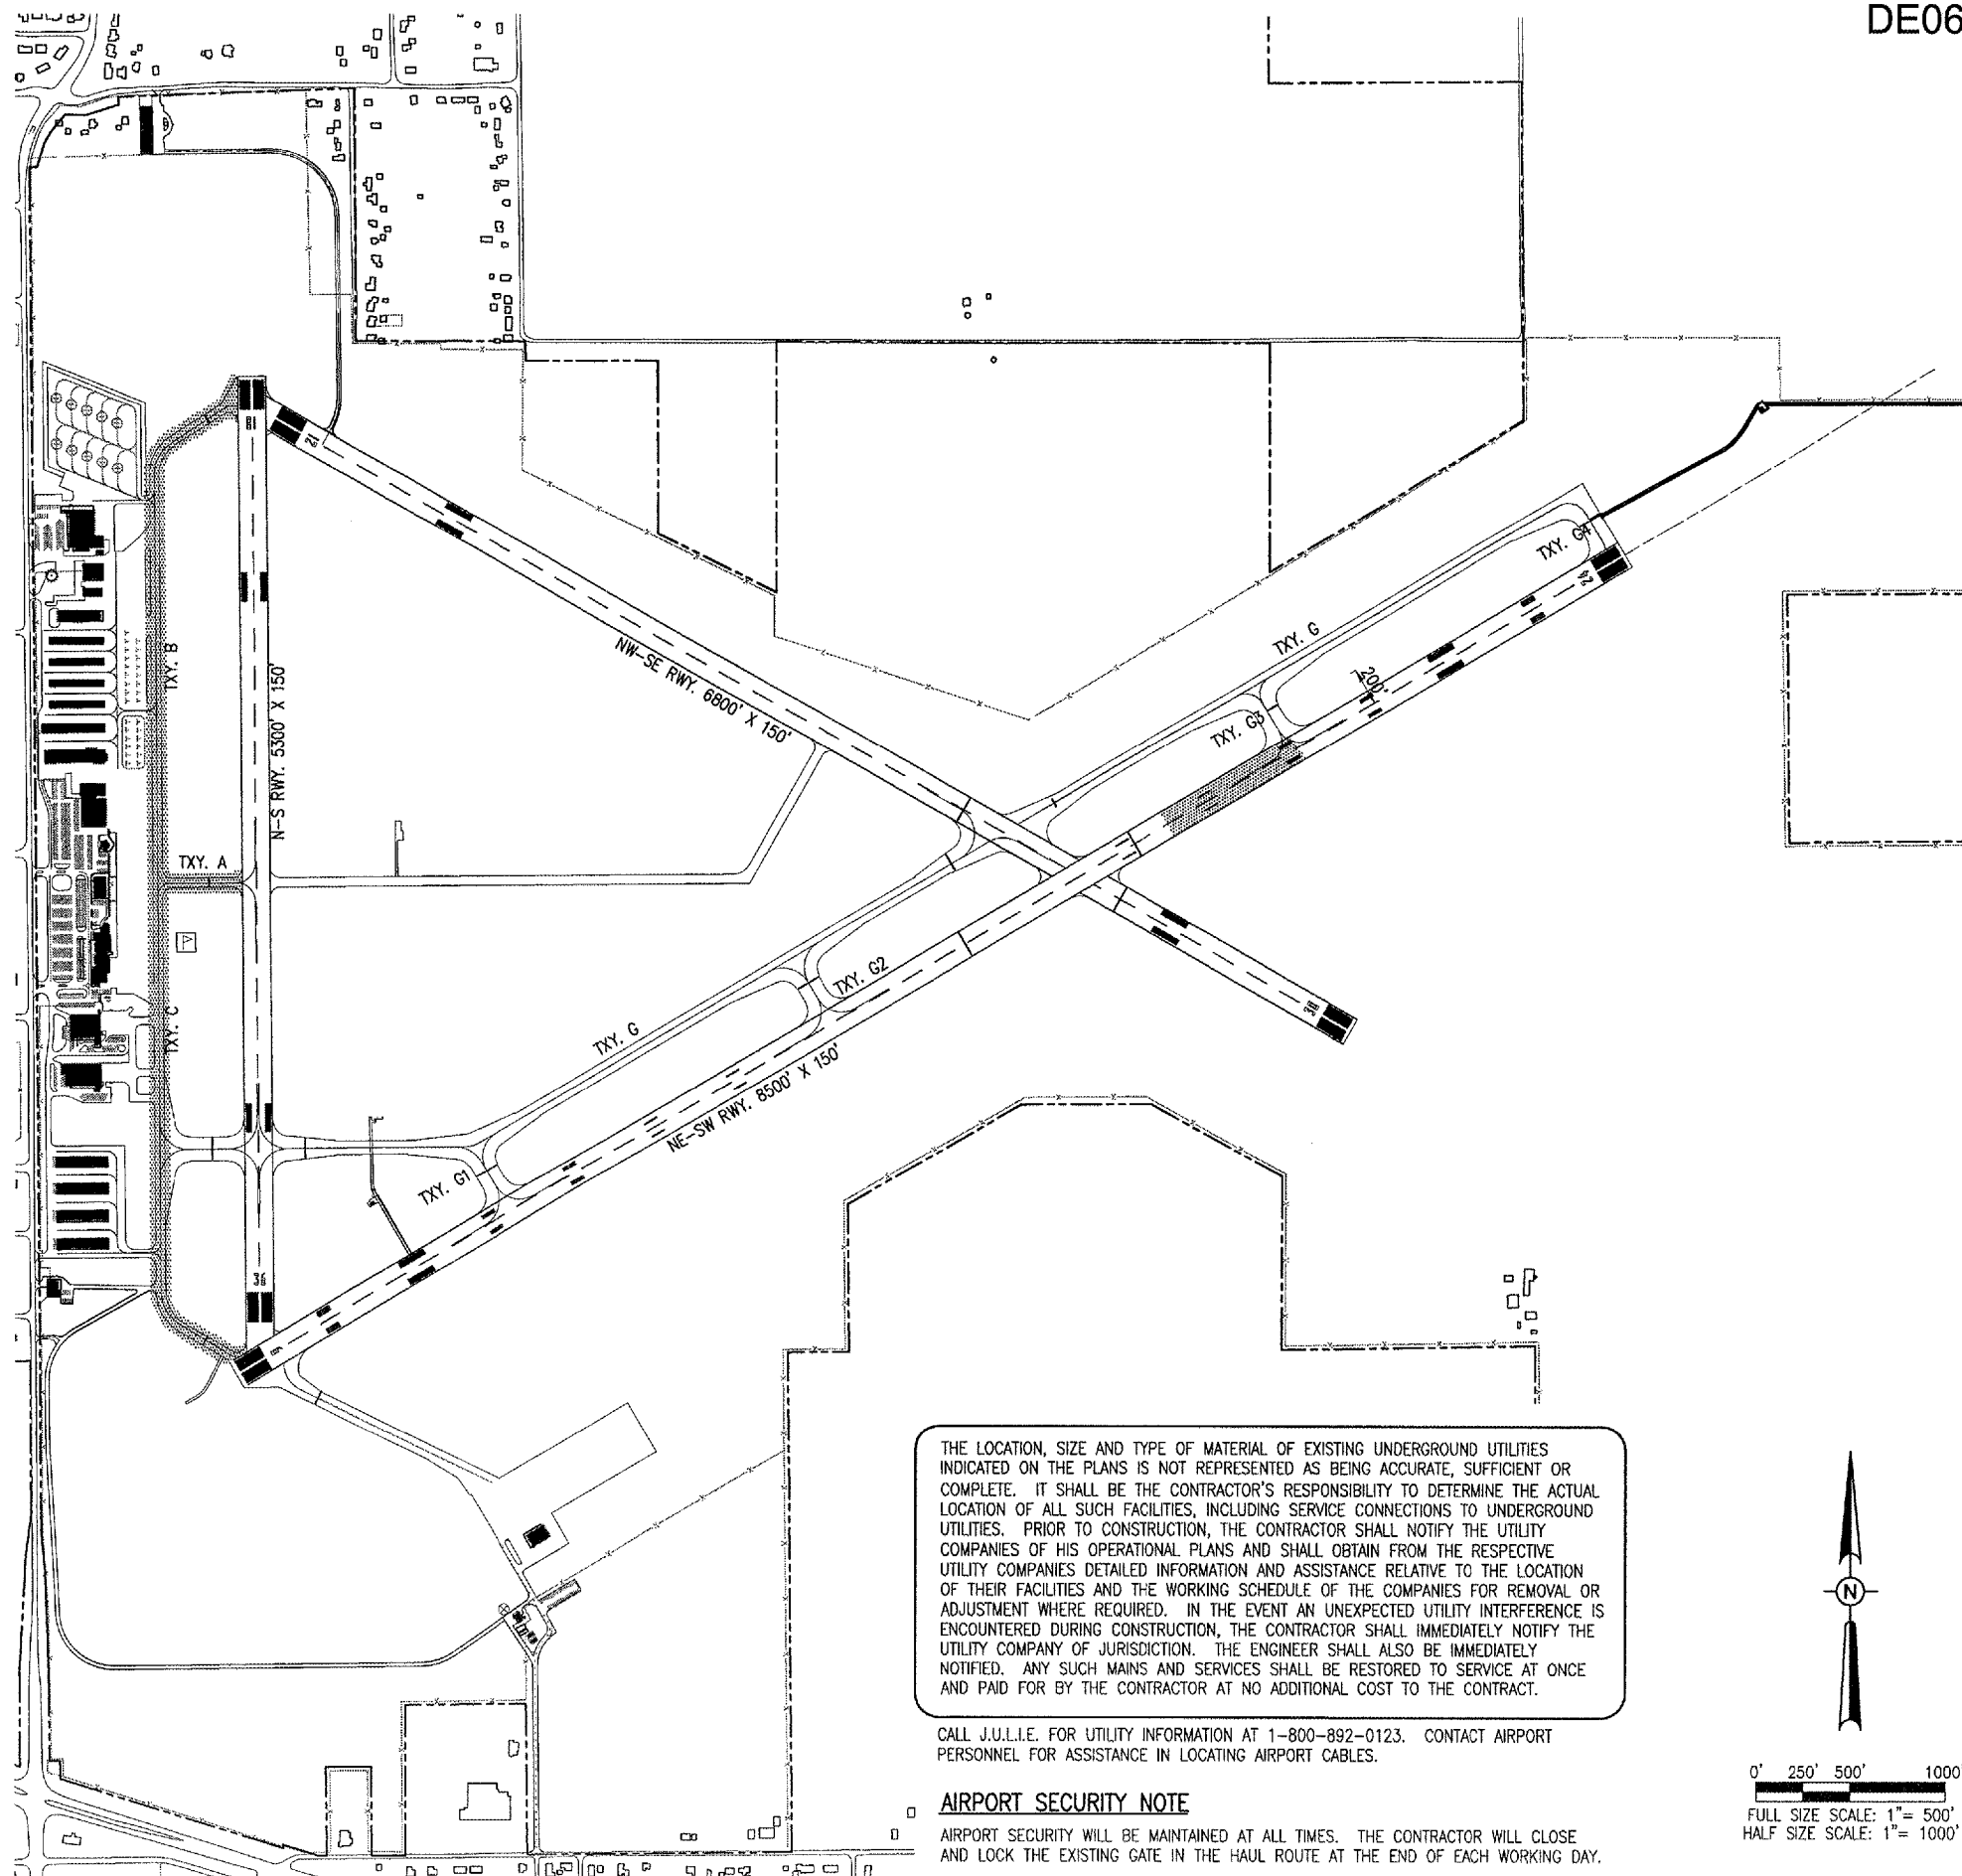 DE06
18
12
TXY. G4
24
TXY. G
TXY. B
NW-SE RWY. 6800' X 150'
N-S RWY. 5300' X 150'
1200'
TXY. G3
TXY. A
TXY. G2
TXY. C
TXY. G
NE-SW RWY. 8500' X 150'
TXY. G1
36
6
THE LOCATION, SIZE AND TYPE OF MATERIAL OF EXISTING UNDERGROUND UTILITIES
INDICATED ON THE PLANS IS NOT REPRESENTED AS BEING ACCURATE, SUFFICIENT OR
COMPLETE. IT SHALL BE THE CONTRACTOR'S RESPONSIBILITY TO DETERMINE THE ACTUAL
LOCATION OF ALL SUCH FACILITIES, INCLUDING SERVICE CONNECTIONS TO UNDERGROUND
UTILITIES. PRIOR TO CONSTRUCTION, THE CONTRACTOR SHALL NOTIFY THE UTILITY
COMPANIES OF HIS OPERATIONAL PLANS AND SHALL OBTAIN FROM THE RESPECTIVE
UTILITY COMPANIES DETAILED INFORMATION AND ASSISTANCE RELATIVE TO THE LOCATION
OF THEIR FACILITIES AND THE WORKING SCHEDULE OF THE COMPANIES FOR REMOVAL OR
ADJUSTMENT WHERE REQUIRED. IN THE EVENT AN UNEXPECTED UTILITY INTERFERENCE IS
ENCOUNTERED DURING CONSTRUCTION, THE CONTRACTOR SHALL IMMEDIATELY NOTIFY THE
UTILITY COMPANY OF JURISDICTION. THE ENGINEER SHALL ALSO BE IMMEDIATELY
NOTIFIED. ANY SUCH MAINS AND SERVICES SHALL BE RESTORED TO SERVICE AT ONCE
AND PAID FOR BY THE CONTRACTOR AT NO ADDITIONAL COST TO THE CONTRACT.
CALL J.U.L.I.E. FOR UTILITY INFORMATION AT 1-800-892-0123. CONTACT AIRPORT
PERSONNEL FOR ASSISTANCE IN LOCATING AIRPORT CABLES.
AIRPORT SECURITY NOTE
AIRPORT SECURITY WILL BE MAINTAINED AT ALL TIMES. THE CONTRACTOR WILL CLOSE
AND LOCK THE EXISTING GATE IN THE HAUL ROUTE AT THE END OF EACH WORKING DAY.
N
0' 250' 500' 1000'
FULL SIZE SCALE: 1"= 500'
HALF SIZE SCALE: 1"= 1000'